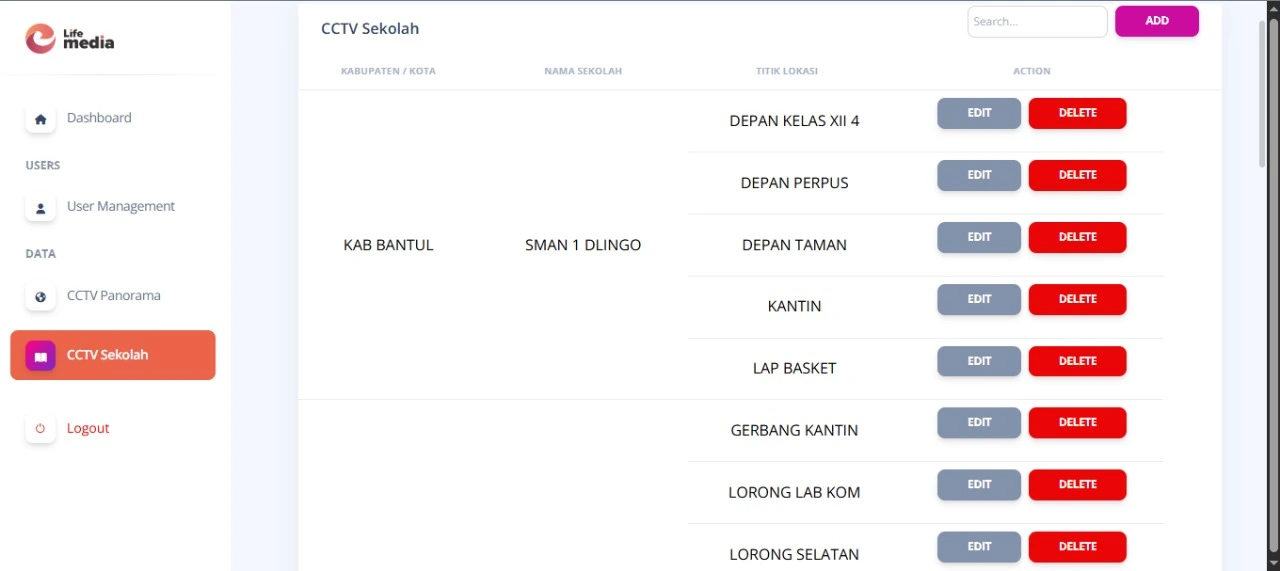 Life
media
Dashboard
USERS
User Management
DATA
CCTV Panorama
CCTV Sekolah
Logout
CCTV Sekolah
Search...
ADD
KABUPATEN / KOTA NAMA SEKOLAH TITIK LOKASI ACTION
DEPAN KELAS XII 4 EDIT DELETE
DEPAN PERPUS EDIT DELETE
KAB BANTUL SMAN 1 DLINGO DEPAN TAMAN EDIT DELETE
KANTIN EDIT DELETE
LAP BASKET EDIT DELETE
GERBANG KANTIN EDIT DELETE
LORONG LAB KOM EDIT DELETE
LORONG SELATAN EDIT DELETE